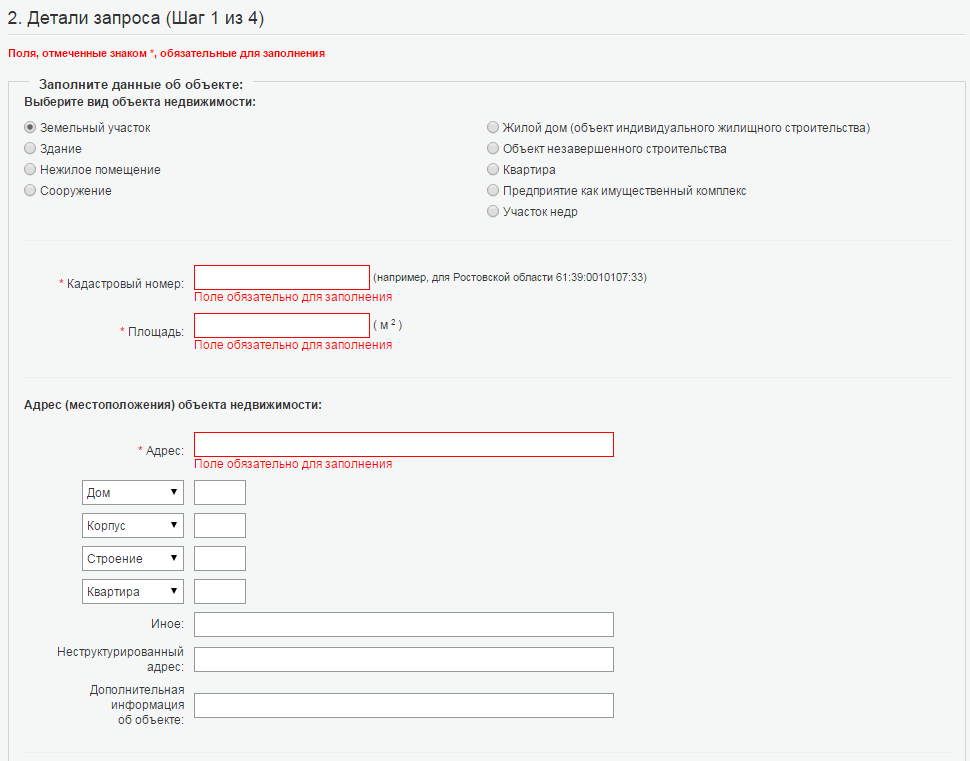 2. Детали запроса (Шаг 1 из 4)
Поля, отмеченные знаком *, обязательные для заполнения
Заполните данные об объекте:
Выберите вид объекта недвижимости:
Земельный участок
Здание
Нежилое помещение
Сооружение
Жилой дом (объект индивидуального жилищного строительства)
Объект незавершенного строительства
Квартира
Предприятие как имущественный комплекс
Участок недр
* Кадастровый номер: (например, для Ростовской области 61:39:0010107:33)
Поле обязательно для заполнения
* Площадь: ( м ² )
Поле обязательно для заполнения
Адрес (местоположения) объекта недвижимости:
* Адрес:
Поле обязательно для заполнения
Дом
Корпус
Строение
Квартира
Иное:
Неструктурированный
адрес:
Дополнительная
информация
об объекте: